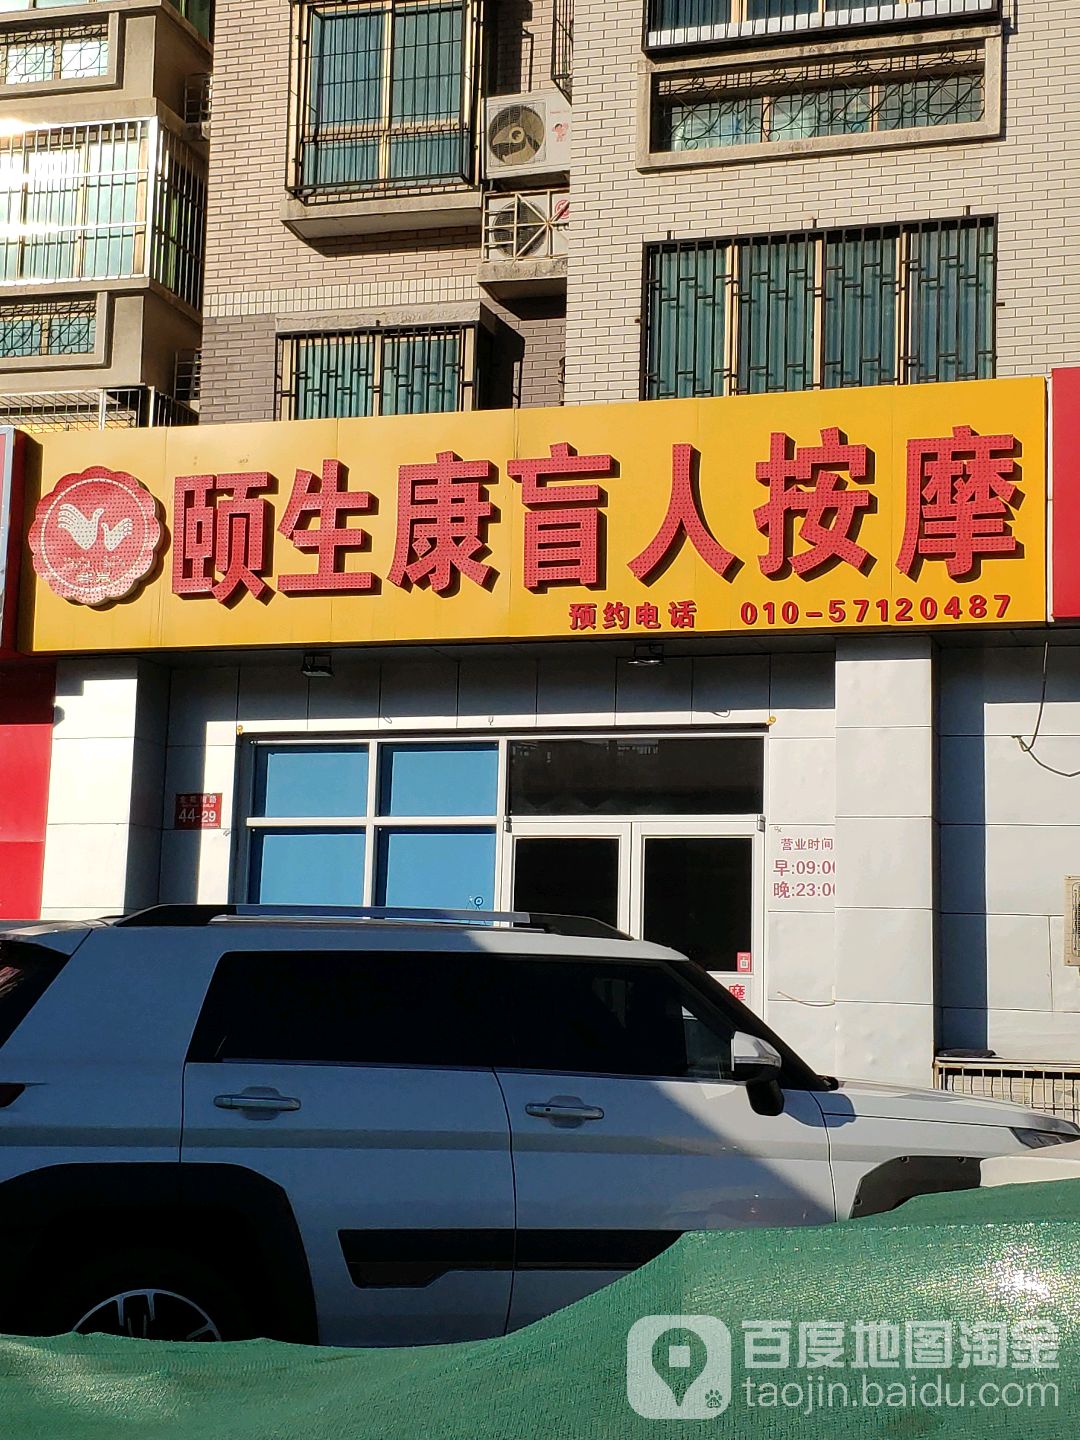 颐生康盲人按摩
预约电话 010-57120487
44-29
营业时间
早:09:00
晚:23:00
摩
百度地图淘金
taojin.baidu.com